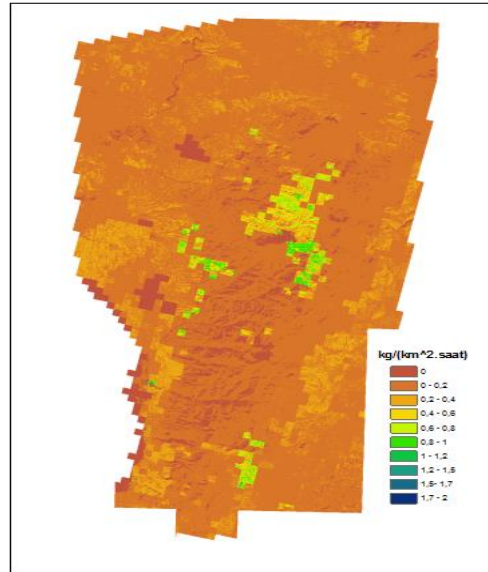 kg/(km^2.saat)
0
0 - 0,2
0,2 - 0,4
0,4 - 0,6
0,6 - 0,8
0,8 - 1
1 - 1,2
1,2 - 1,5
1,5- 1,7
1,7 - 2